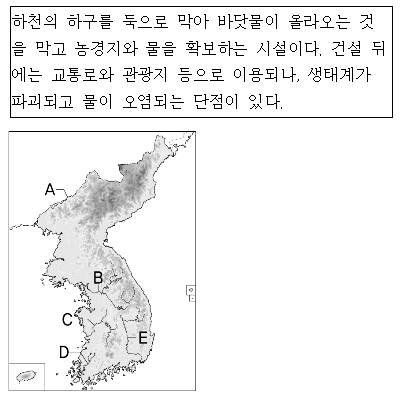 하천의 하구를 둑으로 막아 바닷물이 올라오는 것
을 막고 농경지와 물을 확보하는 시설이다. 건설 뒤
에는 교통로와 관광지 등으로 이용되나, 생태계가
파괴되고 물이 오염되는 단점이 있다.
A
B
C
E
D